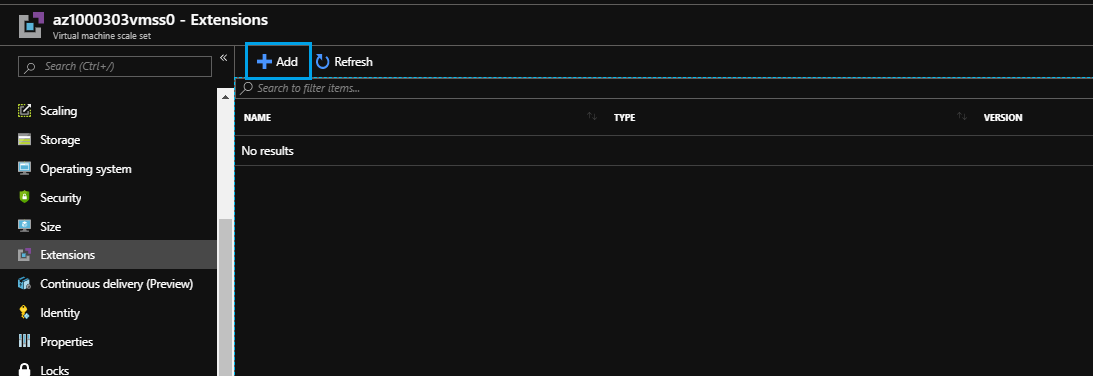 az1000303vmss0 - Extensions
Virtual machine scale set
Search (Ctrl+/)
«
Scaling
Storage
Operating system
Security
Size
Extensions
Continuous delivery (Preview)
Identity
Properties
Locks
Add
Refresh
Search to filter items...
NAME
TYPE
VERSION
No results